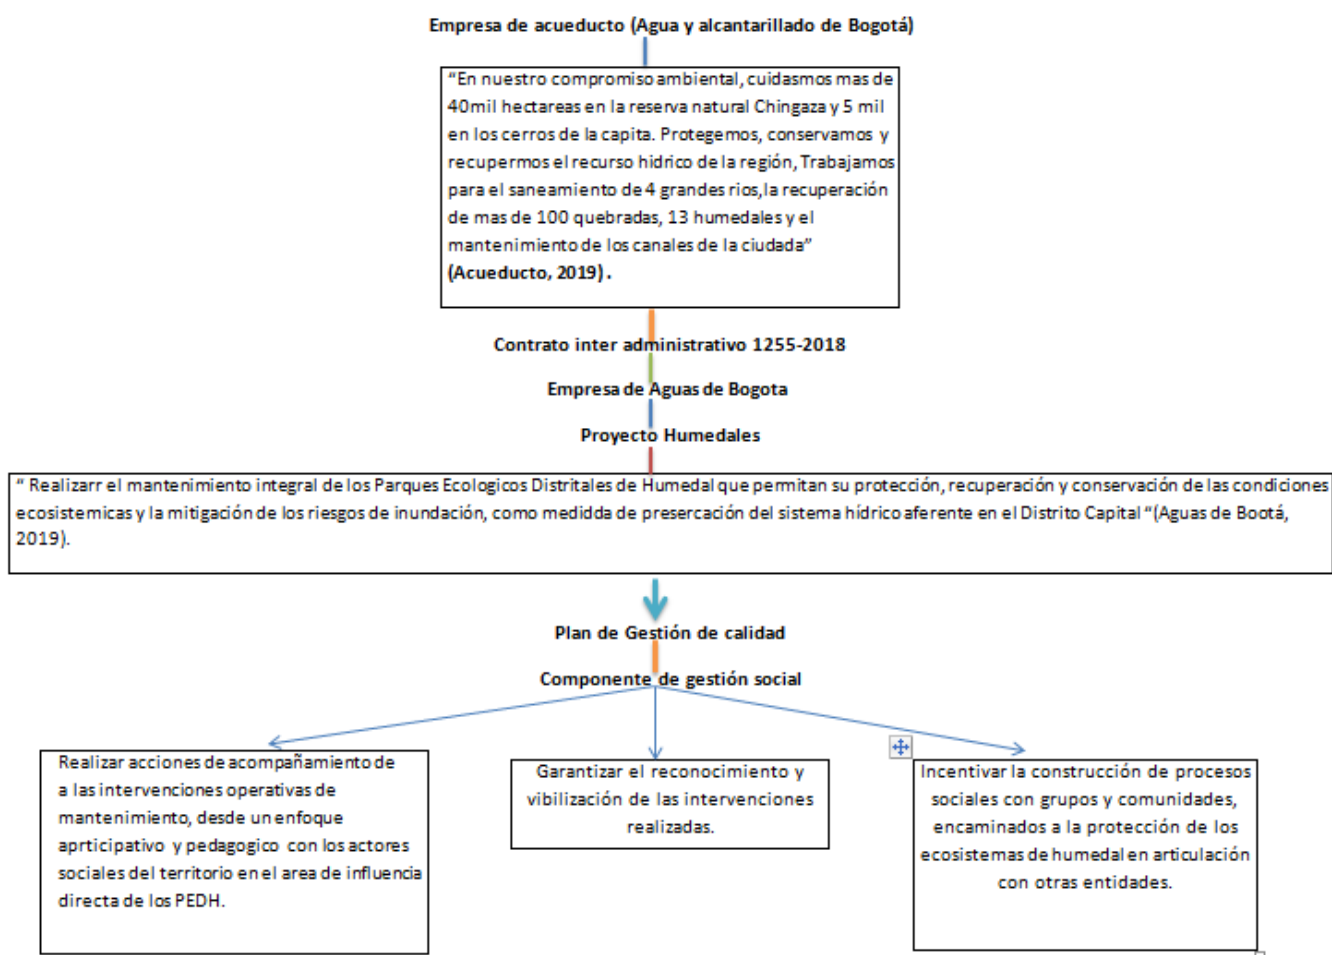 Empresa de acueducto (Agua y alcantarillado de Bogotá)
“En nuestro compromiso ambiental, cuidasmos mas de
40mil hectareas en la reserva natural Chingaza y 5 mil
en los cerros de la capita. Protegemos, conservamos y
recupermos el recurso hidrico de la región, Trabajamos
para el saneamiento de 4 grandes rios, la recuperación
de mas de 100 quebradas, 13 humedales y el
mantenimiento de los canales de la ciudada”
(Acueducto, 2019) .
Contrato inter administrativo 1255-2018
Empresa de Aguas de Bogota
Proyecto Humedales
“ Realizarr el mantenimiento integral de los Parques Ecologicos Distritales de Humedal que permitan su protección, recuperación y conservación de las condiciones
ecosistemicas y la mitigación de los riesgos de inundación, como medidda de presercación del sistema hídrico aferente en el Distrito Capital “(Aguas de Bootá,
2019).
Plan de Gestión de calidad
Componente de gestión social
Realizar acciones de acompañamiento de
a las intervenciones operativas de
mantenimiento, desde un enfoque
aprticipativo y pedagogico con los actores
sociales del territorio en el area de influencia
directa de los PEDH.
Garantizar el reconocimiento y
vibilización de las intervenciones
realizadas.
Incentivar la construcción de procesos
sociales con grupos y comunidades,
encaminados a la protección de los
ecosistemas de humedal en articulación
con otras entidades.